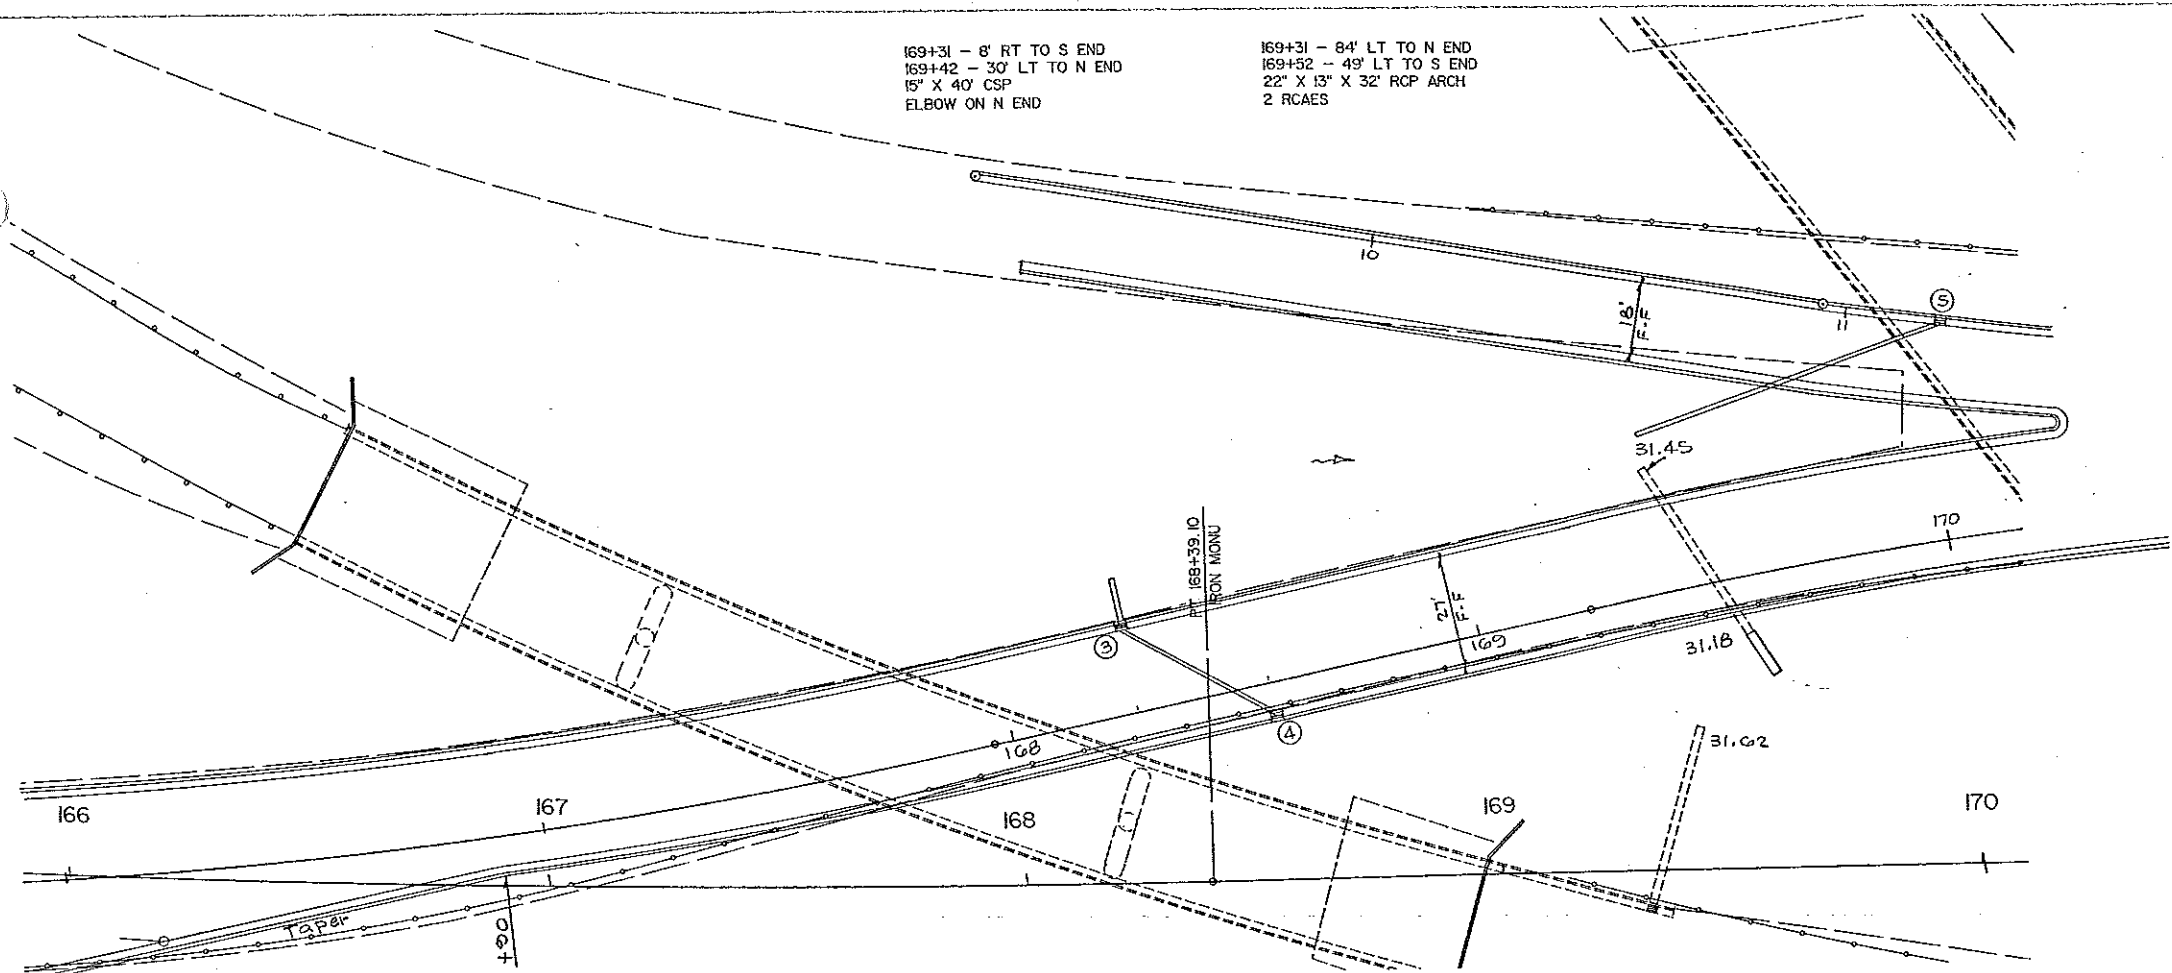 169+31 - 8' RT TO S END
169+42 - 30' LT TO N END
15" X 40' CSP
ELBOW ON N END
169+31 - 84' LT TO N END
169+52 - 49' LT TO S END
22" X 13" X 32' RCP ARCH
2 RCAES
10
18'
F-F
11
5
31.45
PT 168+39.10
IRON MONU
170
27'
F-F
169
31.18
3
4
168
31.62
166
167
168
169
170
Taper
+90